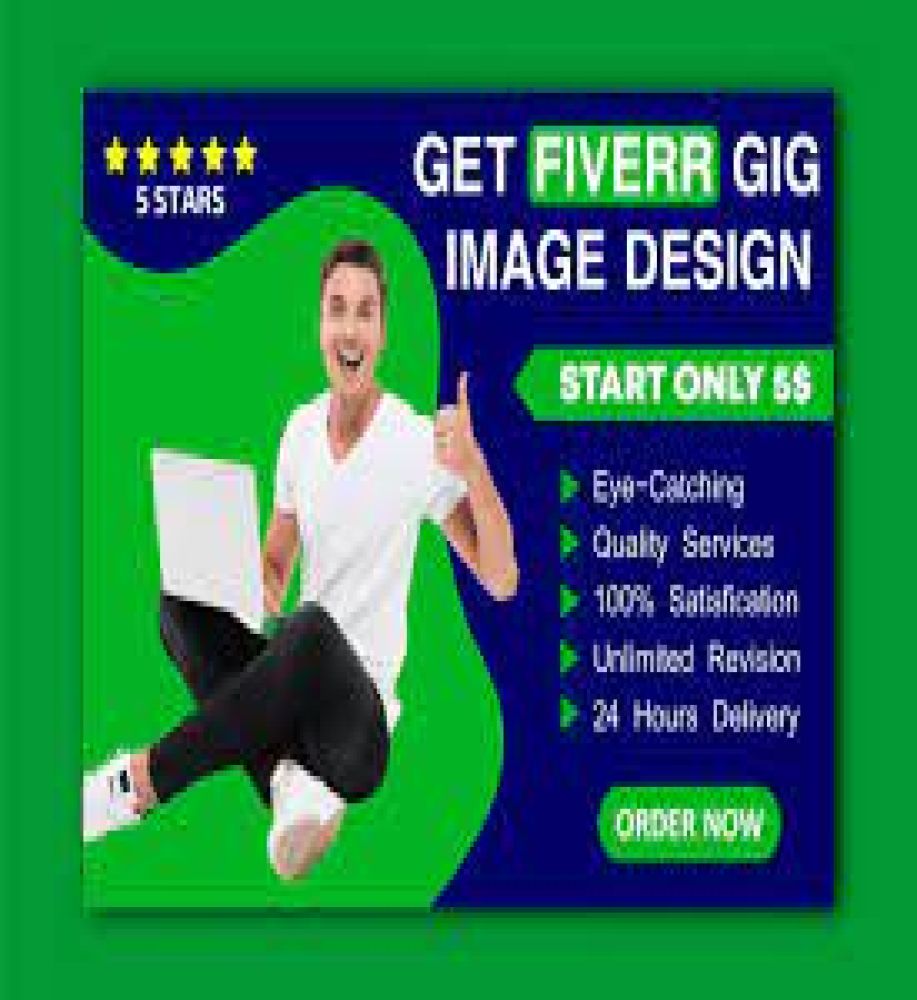 5 STARS
GET FIVERR GIG
IMAGE DESIGN
START ONLY 5$
Eye-Catching
Quality Services
100% Satisfication
Unlimited Revision
24 Hours Delivery
ORDER NOW